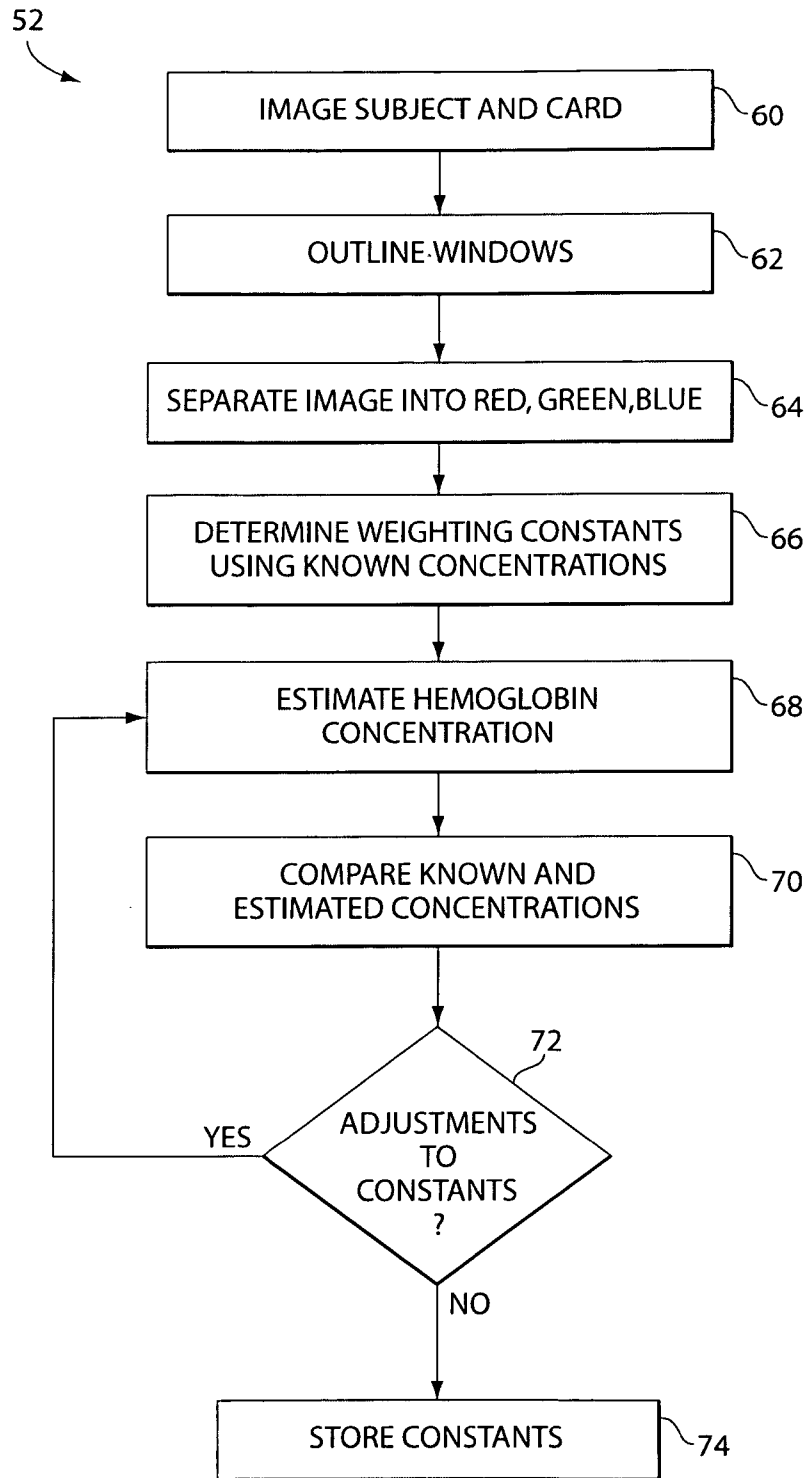 52
IMAGE SUBJECT AND CARD
60
OUTLINE WINDOWS
62
SEPARATE IMAGE INTO RED, GREEN,BLUE
64
DETERMINE WEIGHTING CONSTANTS
USING KNOWN CONCENTRATIONS
66
ESTIMATE HEMOGLOBIN
CONCENTRATION
68
COMPARE KNOWN AND
ESTIMATED CONCENTRATIONS
70
72
YES
ADJUSTMENTS
TO
CONSTANTS
?
NO
STORE CONSTANTS
74